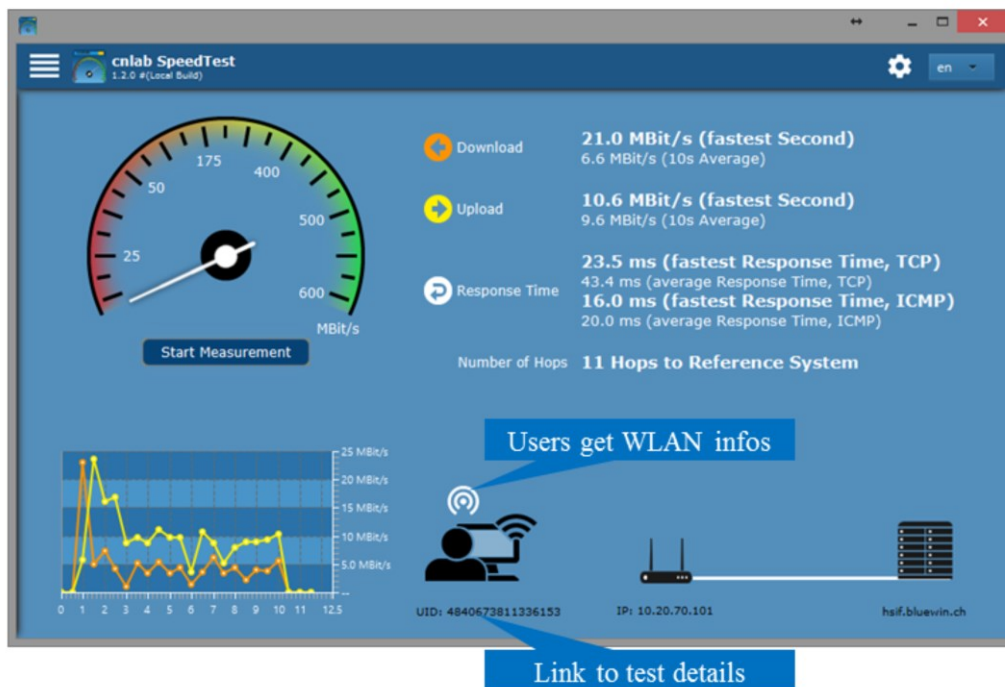 cnlab SpeedTest
1.2.0 #(Local Build)
en
25
50
175
400
500
600
MBit/s
Start Measurement
Download
21.0 MBit/s (fastest Second)
6.6 MBit/s (10s Average)
Upload
10.6 MBit/s (fastest Second)
9.6 MBit/s (10s Average)
Response Time
23.5 ms (fastest Response Time, TCP)
43.4 ms (average Response Time, TCP)
16.0 ms (fastest Response Time, ICMP)
20.0 ms (average Response Time, ICMP)
Number of Hops 11 Hops to Reference System
Users get WLAN infos
25 MBit/s
20 MBit/s
15 MBit/s
10 MBit/s
5.0 MBit/s
--
0 1 2 3 4 5 6 7 8 9 10 11 12.5
UID: 4840673811336153
IP: 10.20.70.101
hsif.bluewin.ch
Link to test details